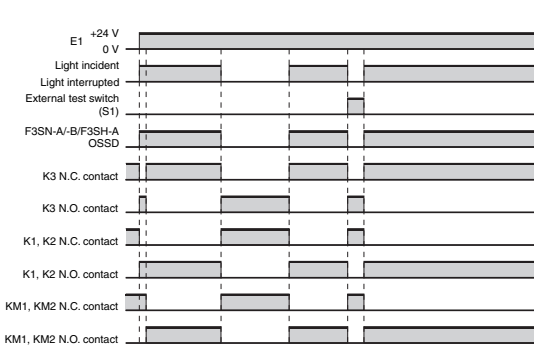 E1 +24 V
0 V
Light incident
Light interrupted
External test switch
(S1)
F3SN-A/-B/F3SH-A
OSSD
K3 N.C. contact
K3 N.O. contact
K1, K2 N.C. contact
K1, K2 N.O. contact
KM1, KM2 N.C. contact
KM1, KM2 N.O. contact